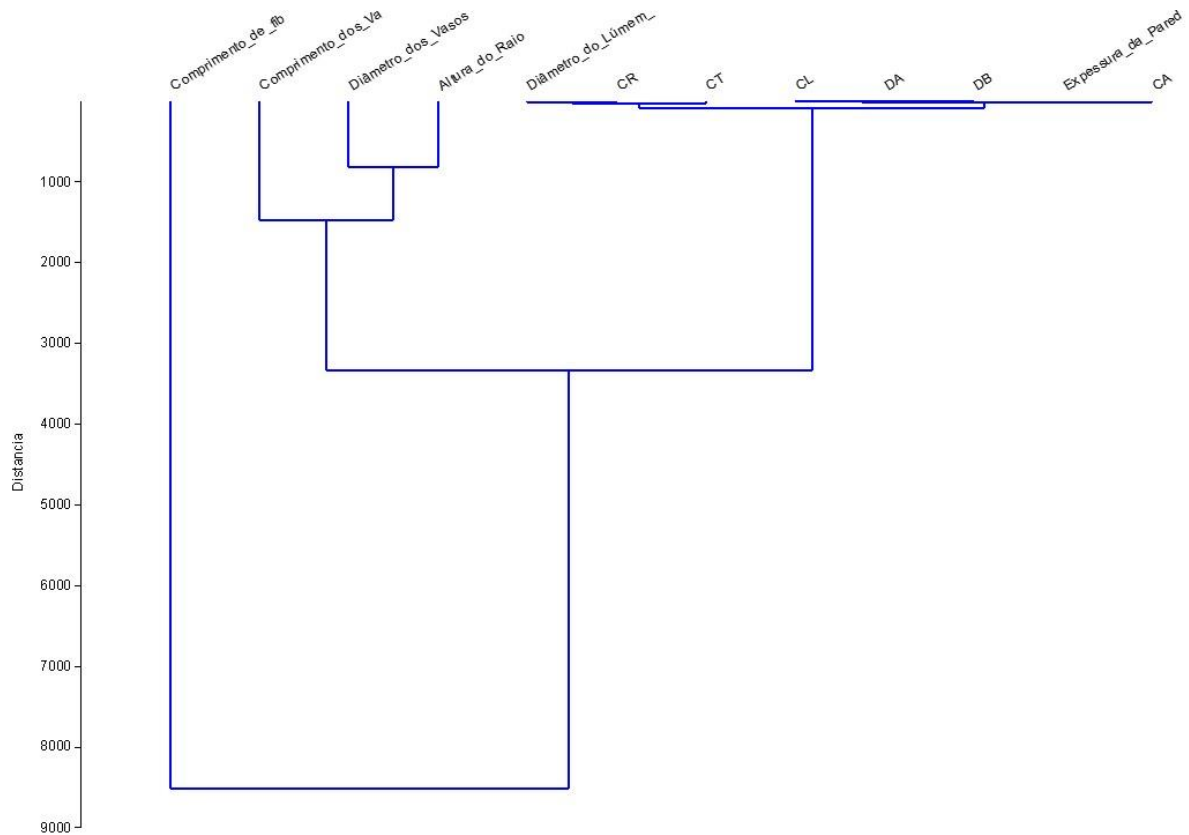 Comprimento_de_fib
Comprimento_dos_Va
Diâmetro_dos_Vasos
Altura_do_Raio
Diâmetro_do_Lúmem_
CR
CT
CL
DA
DB
Expessura_da_Pared
CA
1000
2000
3000
4000
Distancia
5000
6000
7000
8000
9000